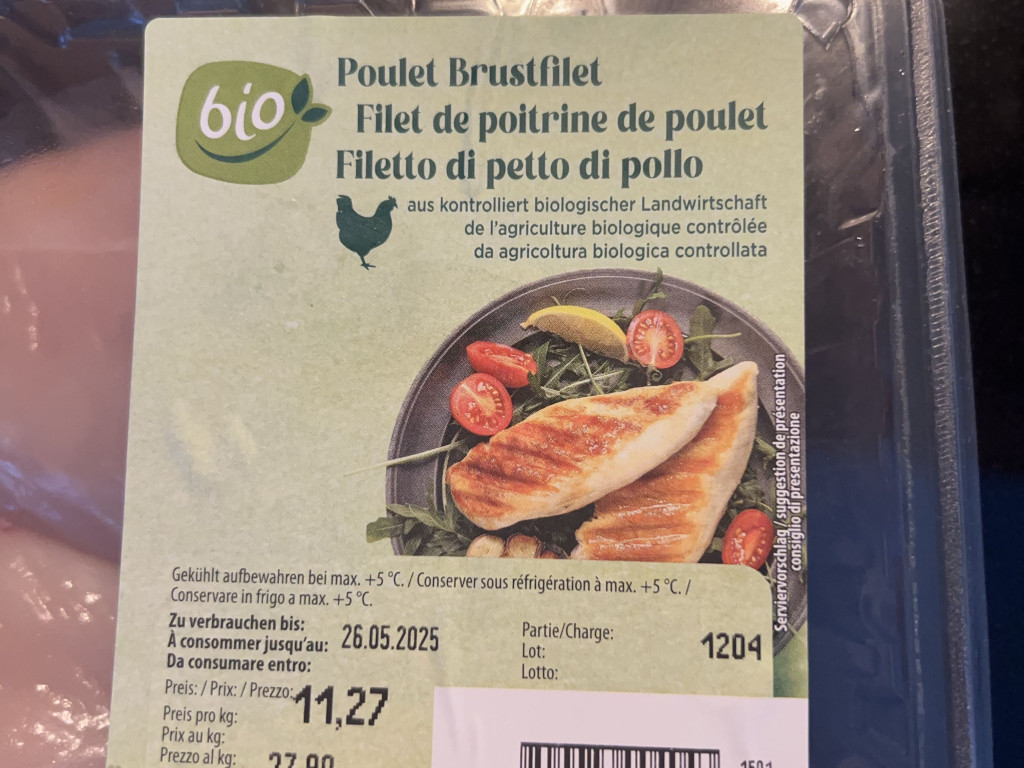 bio
Poulet Brustfilet
Filet de poitrine de poulet
Filetto di petto di pollo
aus kontrolliert biologischer Landwirtschaft
de l'agriculture biologique contrôlée
da agricoltura biologica controllata
Serviervorschlag / suggestion de présentation
consiglio di presentazione
Gekühlt aufbewahren bei max. +5 °C. / Conserver sous réfrigération à max. +5 °C. /
Conservare in frigo a max. +5 °C.
Zu verbrauchen bis:
À consommer jusqu'au: 26.05.2025
Da consumare entro:
Partie/Charge:
Lot: 1204
Lotto:
Preis: / Prix: / Prezzo: 11,27
Preis pro kg:
Prix au kg:
Prezzo al kg: